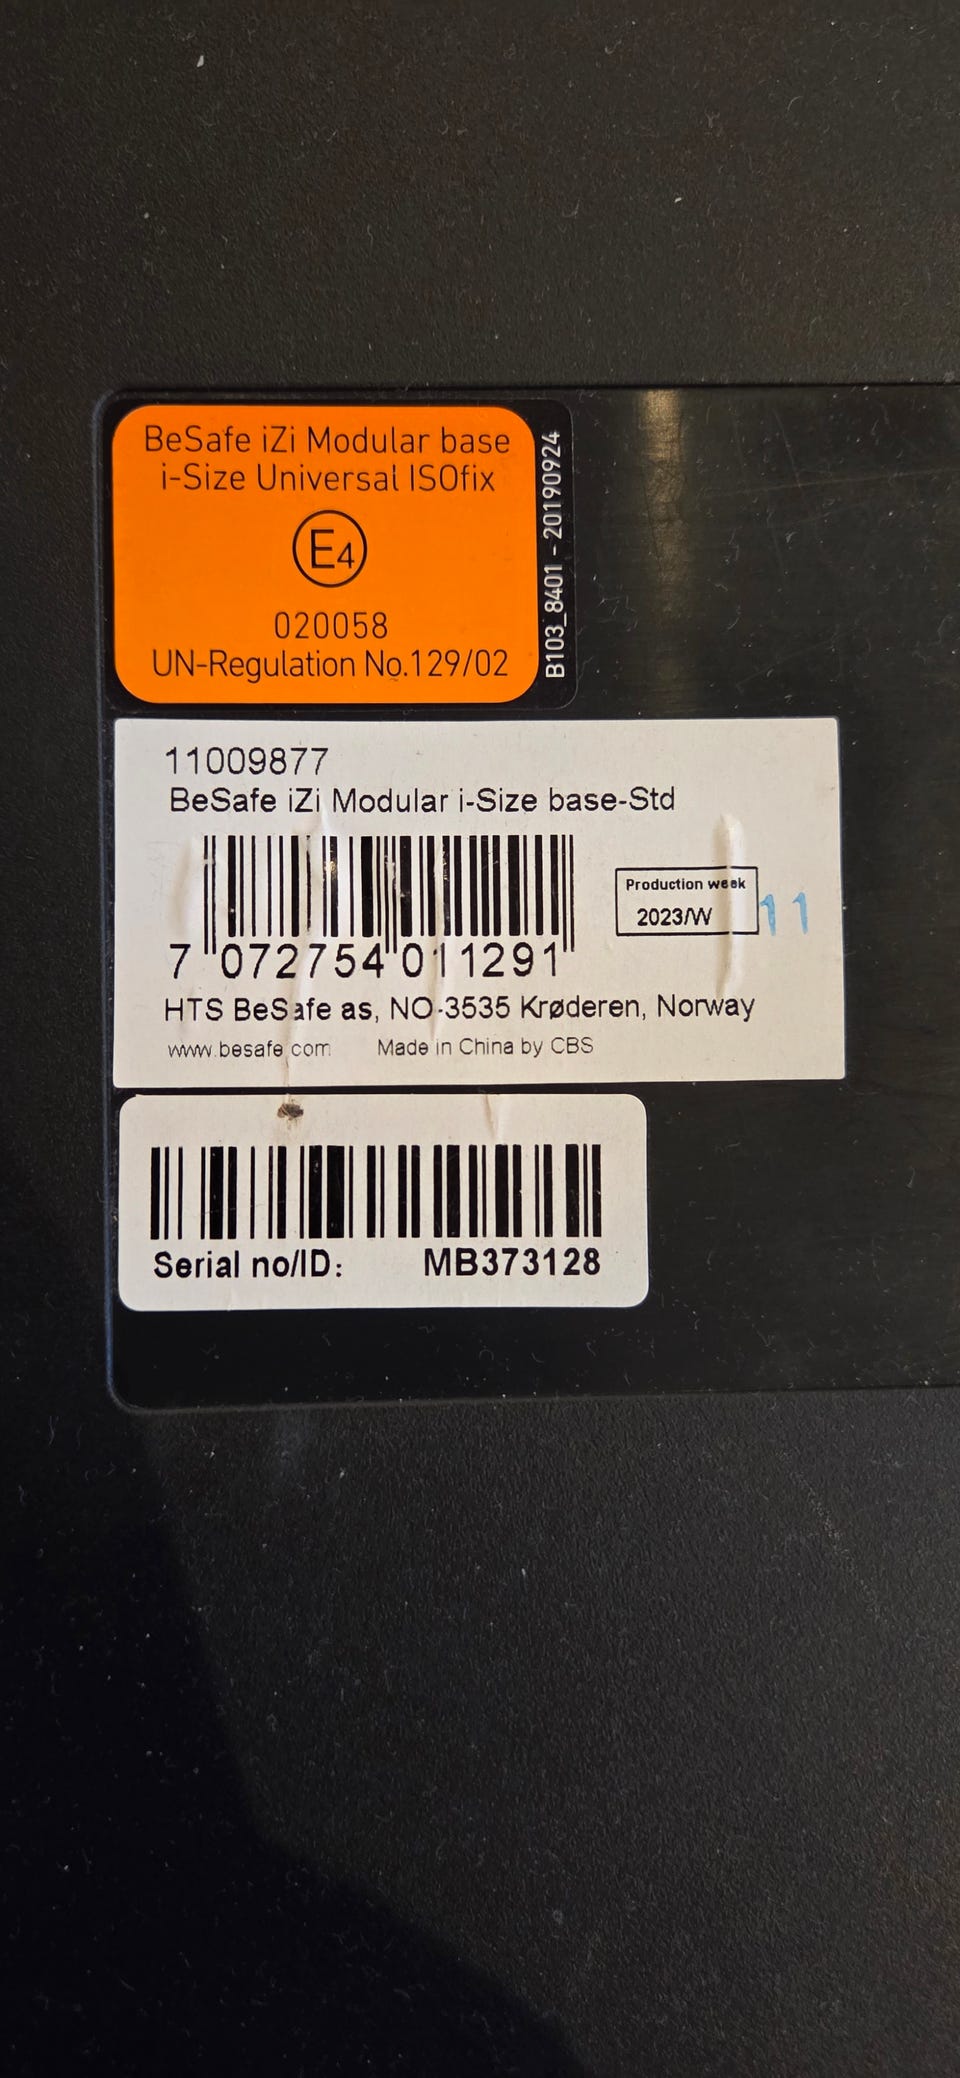 BeSafe iZi Modular base
i-Size Universal ISOfix
E4
020058
UN-Regulation No.129/02
B103_8401 - 20190924
11009877
BeSafe iZi Modular i-Size base-Std
Production week
2023/W 11
7 072754 011291
HTS BeSafe as, NO-3535 Krøderen, Norway
www.besafe.com Made in China by CBS
Serial no/ID: MB373128